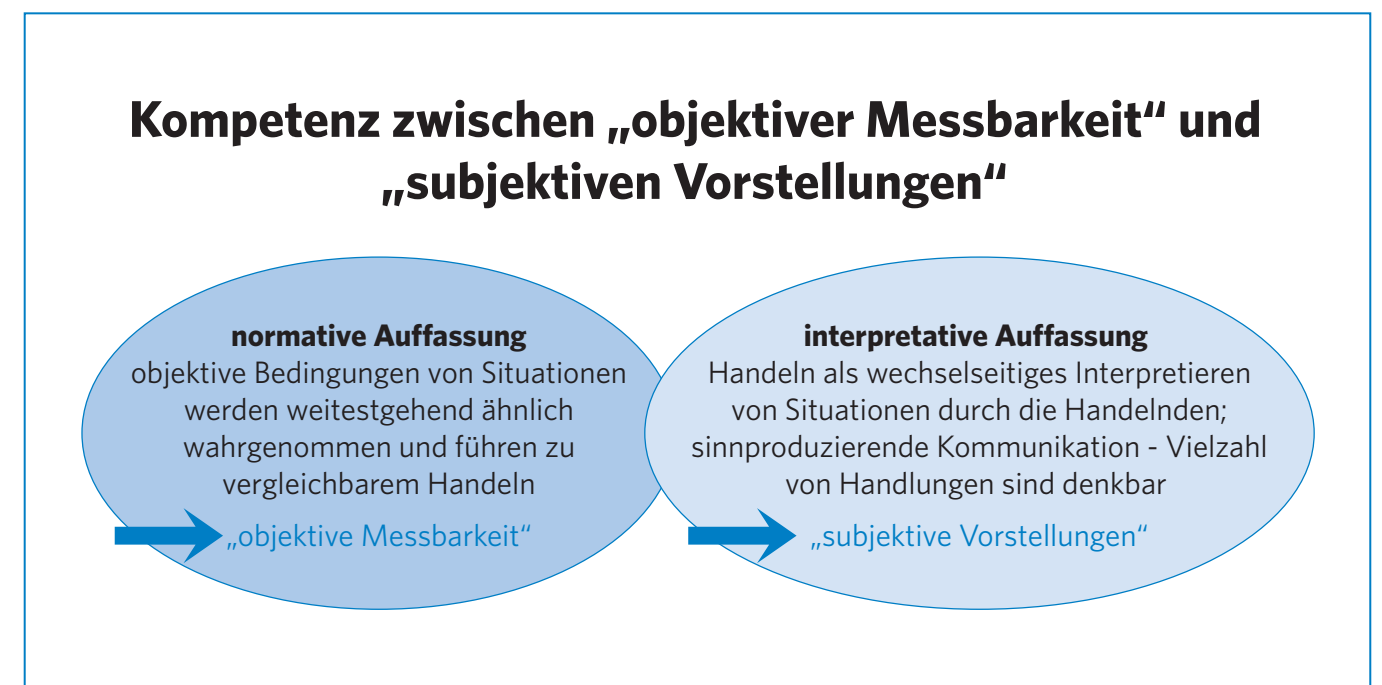 Kompetenz zwischen „objektiver Messbarkeit“ und
„subjektiven Vorstellungen“
normative Auffassung
objektive Bedingungen von Situationen
werden weitestgehend ähnlich
wahrgenommen und führen zu
vergleichbarem Handeln
„objektive Messbarkeit“
interpretative Auffassung
Handeln als wechselseitiges Interpretieren
von Situationen durch die Handelnden;
sinnproduzierende Kommunikation - Vielzahl
von Handlungen sind denkbar
„subjektive Vorstellungen“